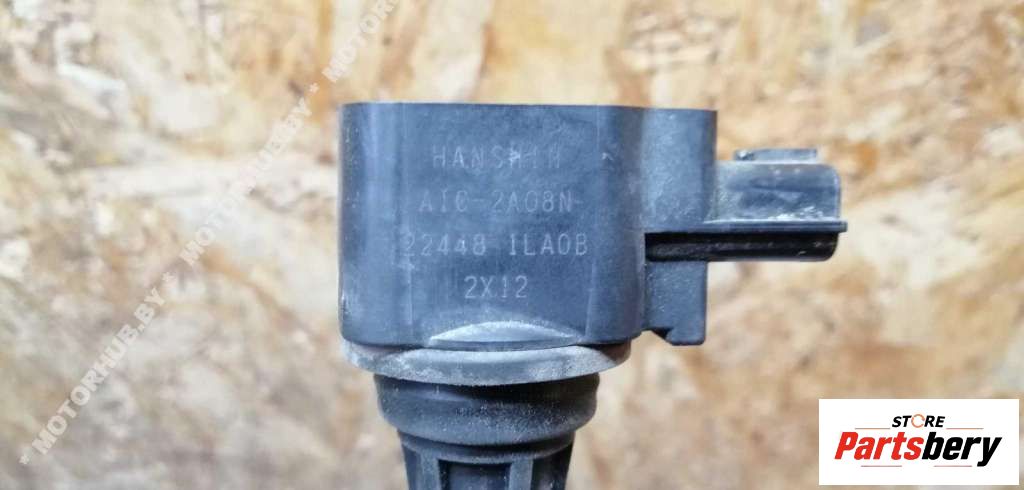 HANSHIN
AIC-2A08N
22448 1LA0B
2X12
* MOTORHUB.BY * MOTORHUB.BY * MOTORHUB.BY
STORE
Partsbery